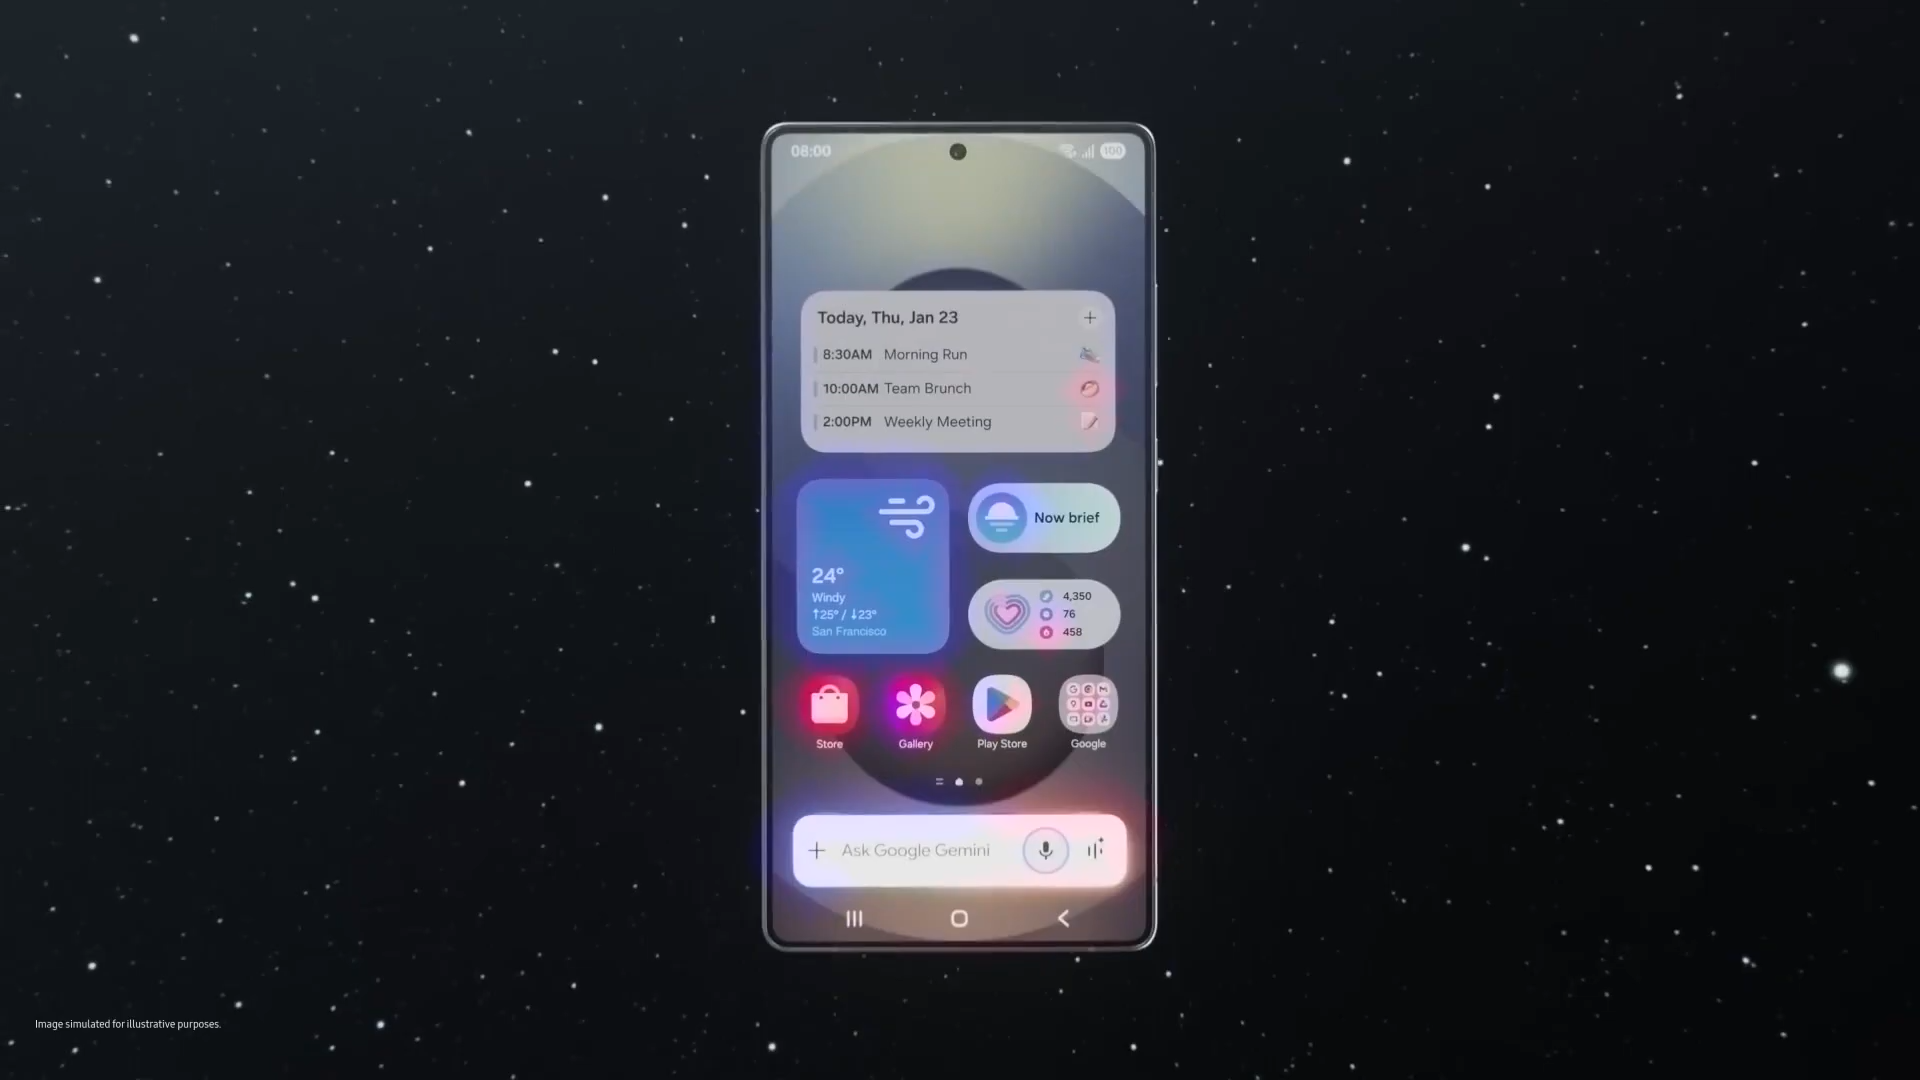 08:00
100
Today, Thu, Jan 23
8:30AM Morning Run
10:00AM Team Brunch
2:00PM Weekly Meeting
24°
Windy
↑25° / ↓23°
San Francisco
Now brief
4,350
76
458
Store
Gallery
Play Store
Google
Ask Google Gemini
Image simulated for illustrative purposes.